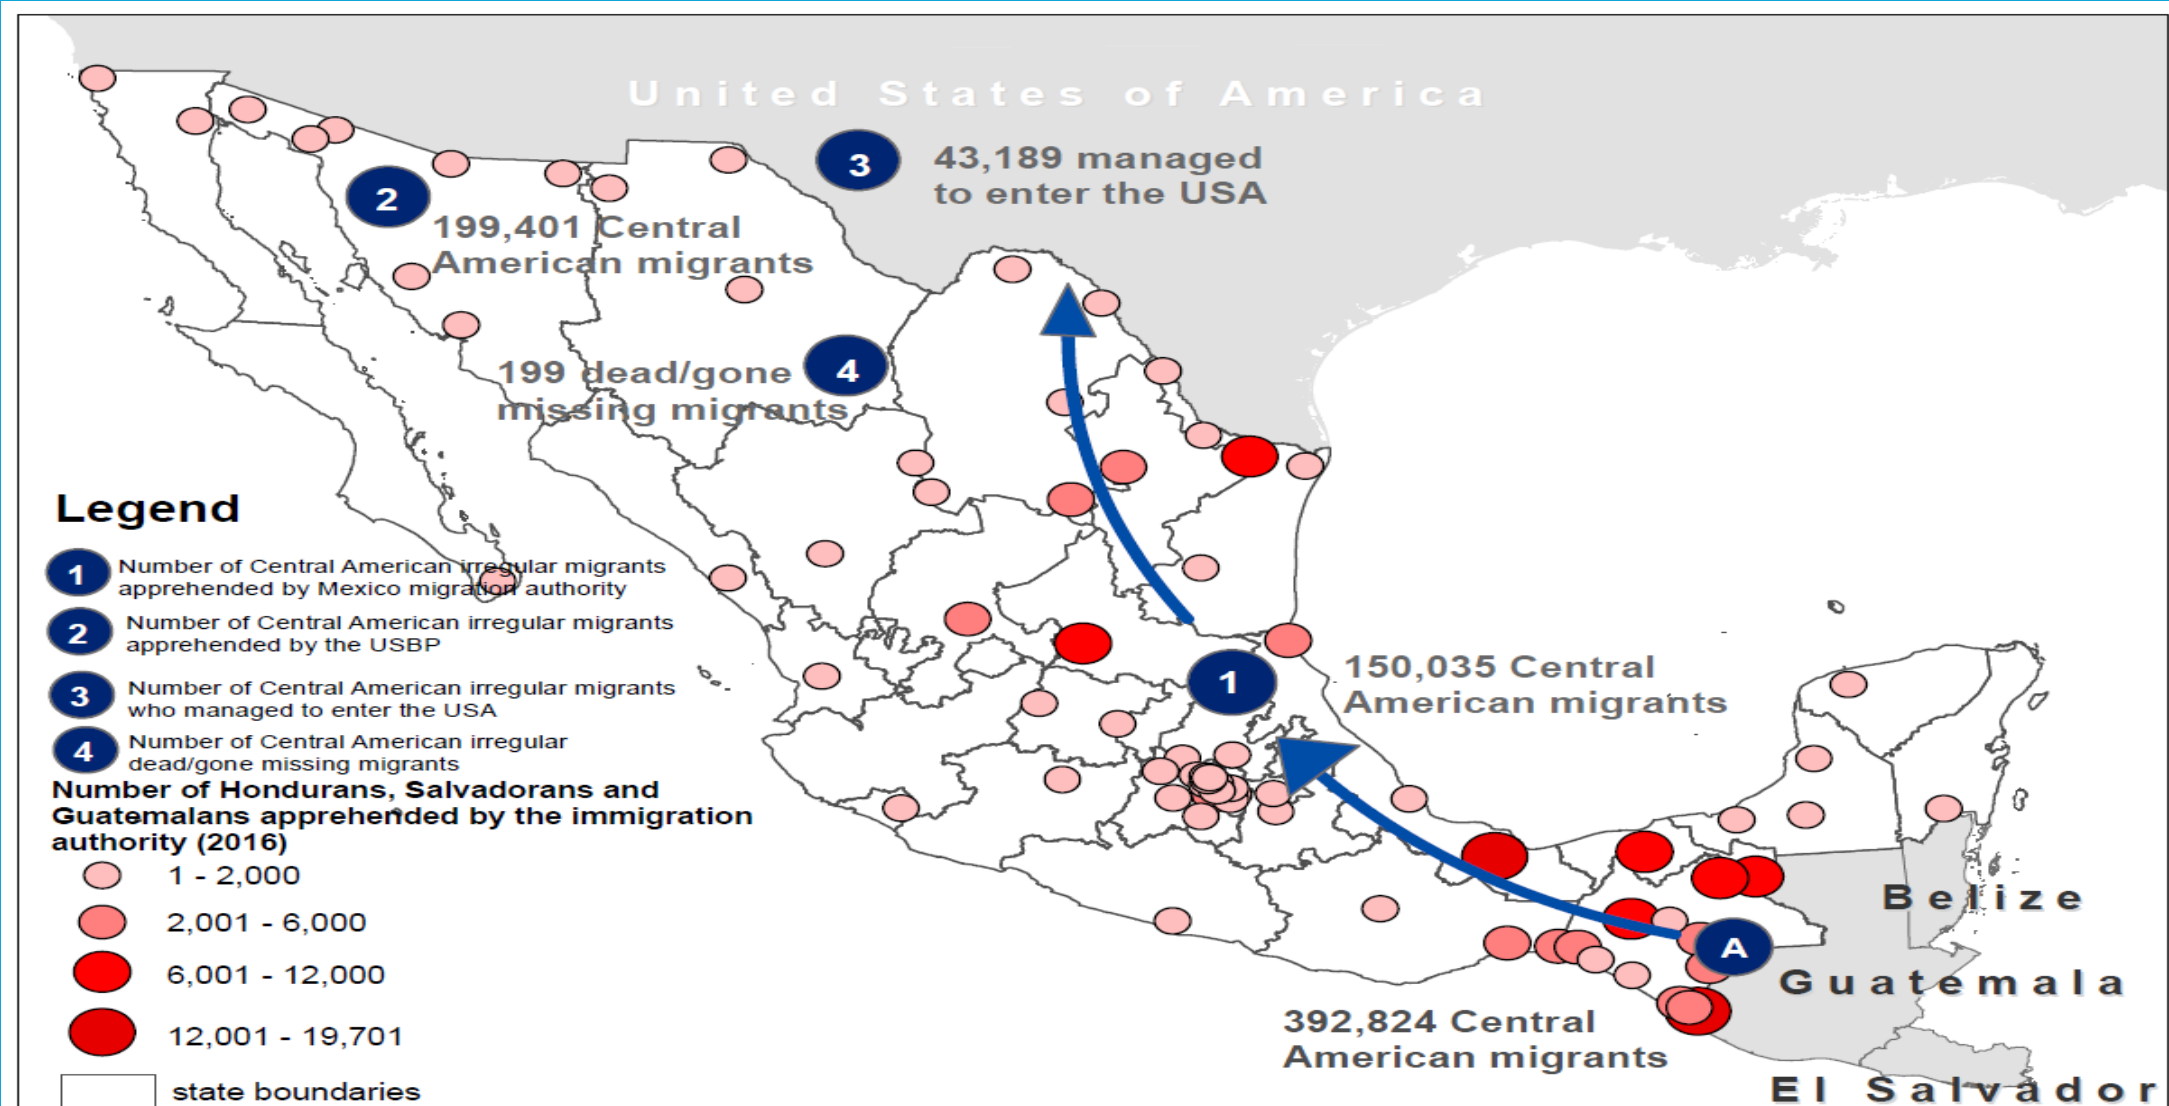 United States of America
3
43,189 managed
to enter the USA
2
199,401 Central
American migrants
199 dead/gone
missing migrants
4
1
150,035 Central
American migrants
Belize
A
Guatemala
392,824 Central
American migrants
El Salvador
Legend
1 Number of Central American irregular migrants
apprehended by Mexico migration authority
2 Number of Central American irregular migrants
apprehended by the USBP
3 Number of Central American irregular migrants
who managed to enter the USA
4 Number of Central American irregular
dead/gone missing migrants
Number of Hondurans, Salvadorans and
Guatemalans apprehended by the immigration
authority (2016)
1 - 2,000
2,001 - 6,000
6,001 - 12,000
12,001 - 19,701
state boundaries